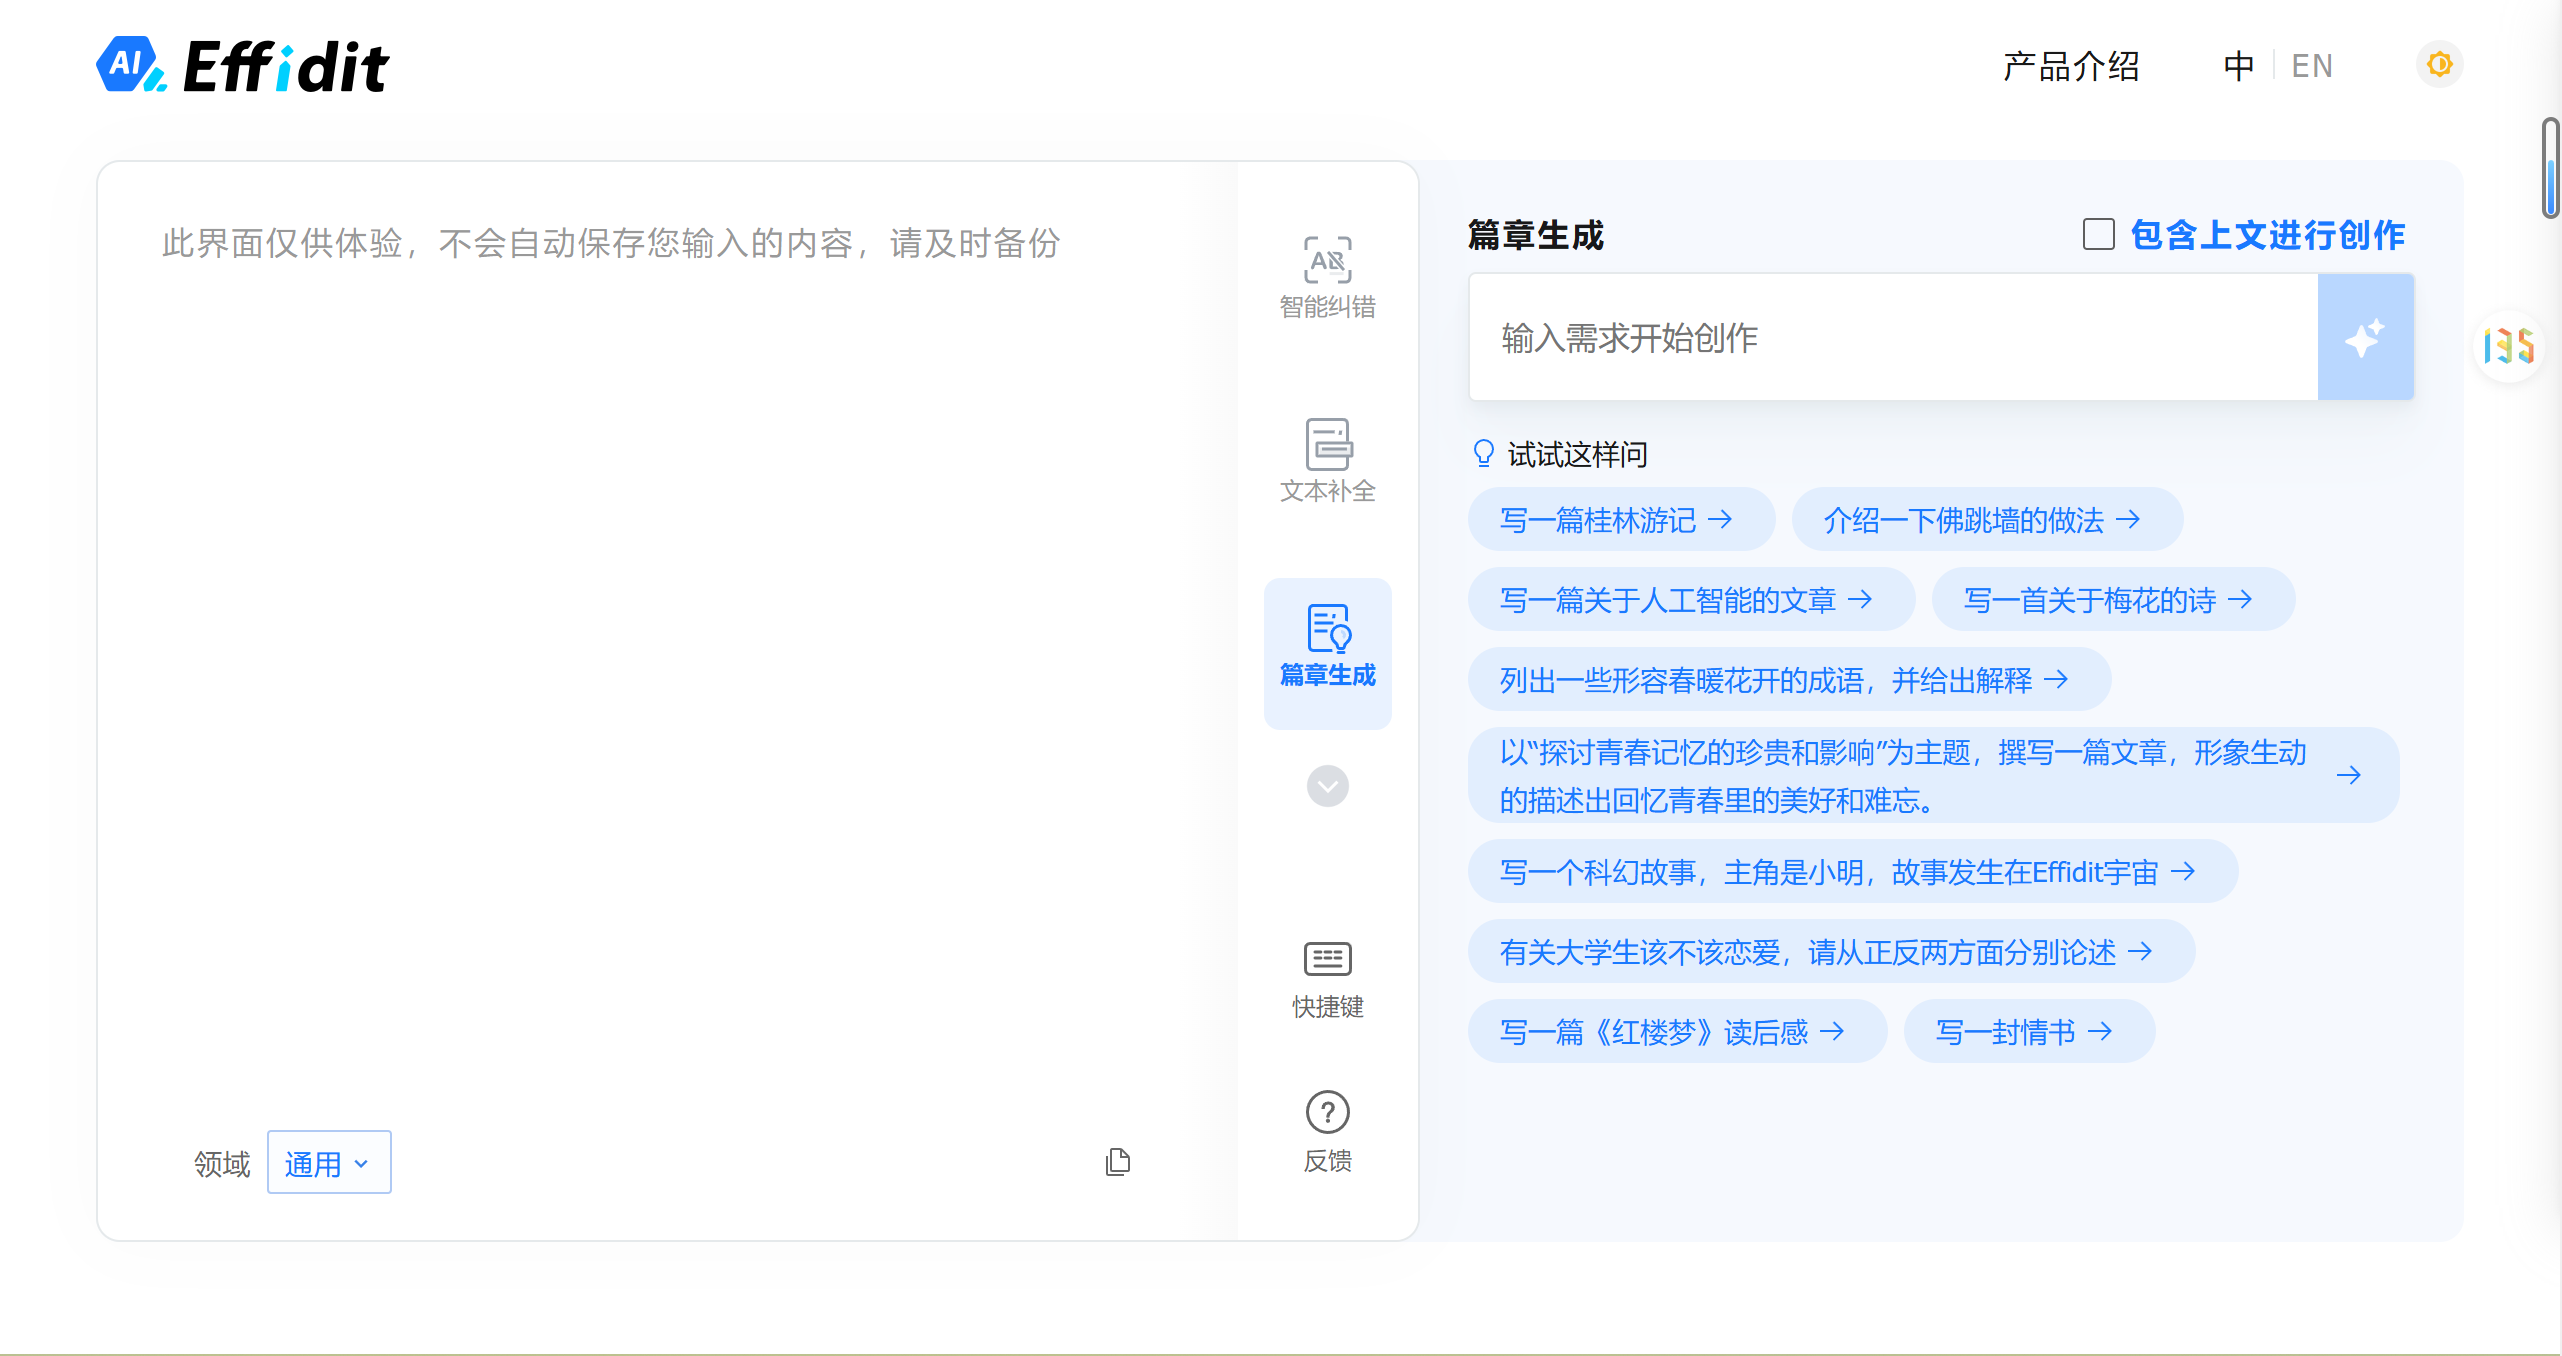 AI Effidit
产品介绍
中 EN
此界面仅供体验，不会自动保存您输入的内容，请及时备份
领域 通用
智能纠错
文本补全
篇章生成
快捷键
反馈
篇章生成 包含上文进行创作
输入需求开始创作
试试这样问
写一篇桂林游记 →
介绍一下佛跳墙的做法 →
写一篇关于人工智能的文章 →
写一首关于梅花的诗 →
列出一些形容春暖花开的成语，并给出解释 →
以“探讨青春记忆的珍贵和影响”为主题，撰写一篇文章，形象生动
的描述出回忆青春里的美好和难忘。 →
写一个科幻故事，主角是小明，故事发生在Effidit宇宙 →
有关大学生该不该恋爱，请从正反两方面分别论述 →
写一篇《红楼梦》读后感 →
写一封情书 →
135